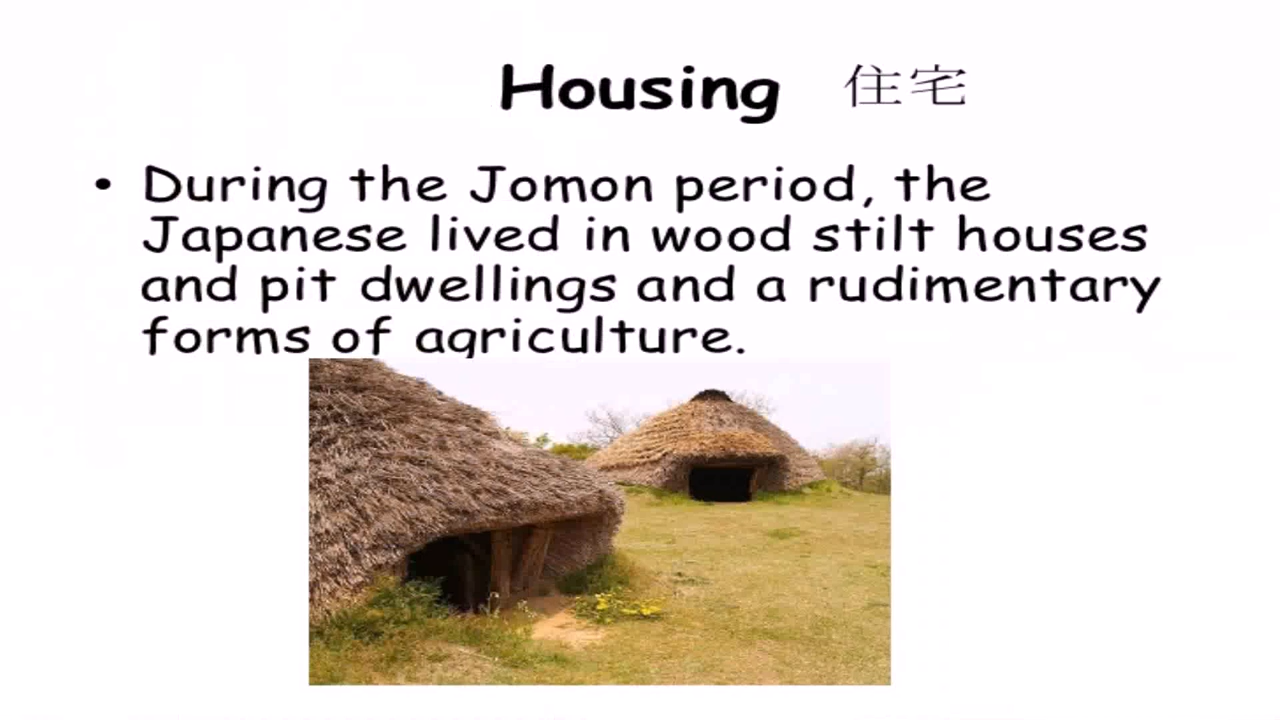 Housing 住宅
• During the Jomon period, the
Japanese lived in wood stilt houses
and pit dwellings and a rudimentary
forms of agriculture.